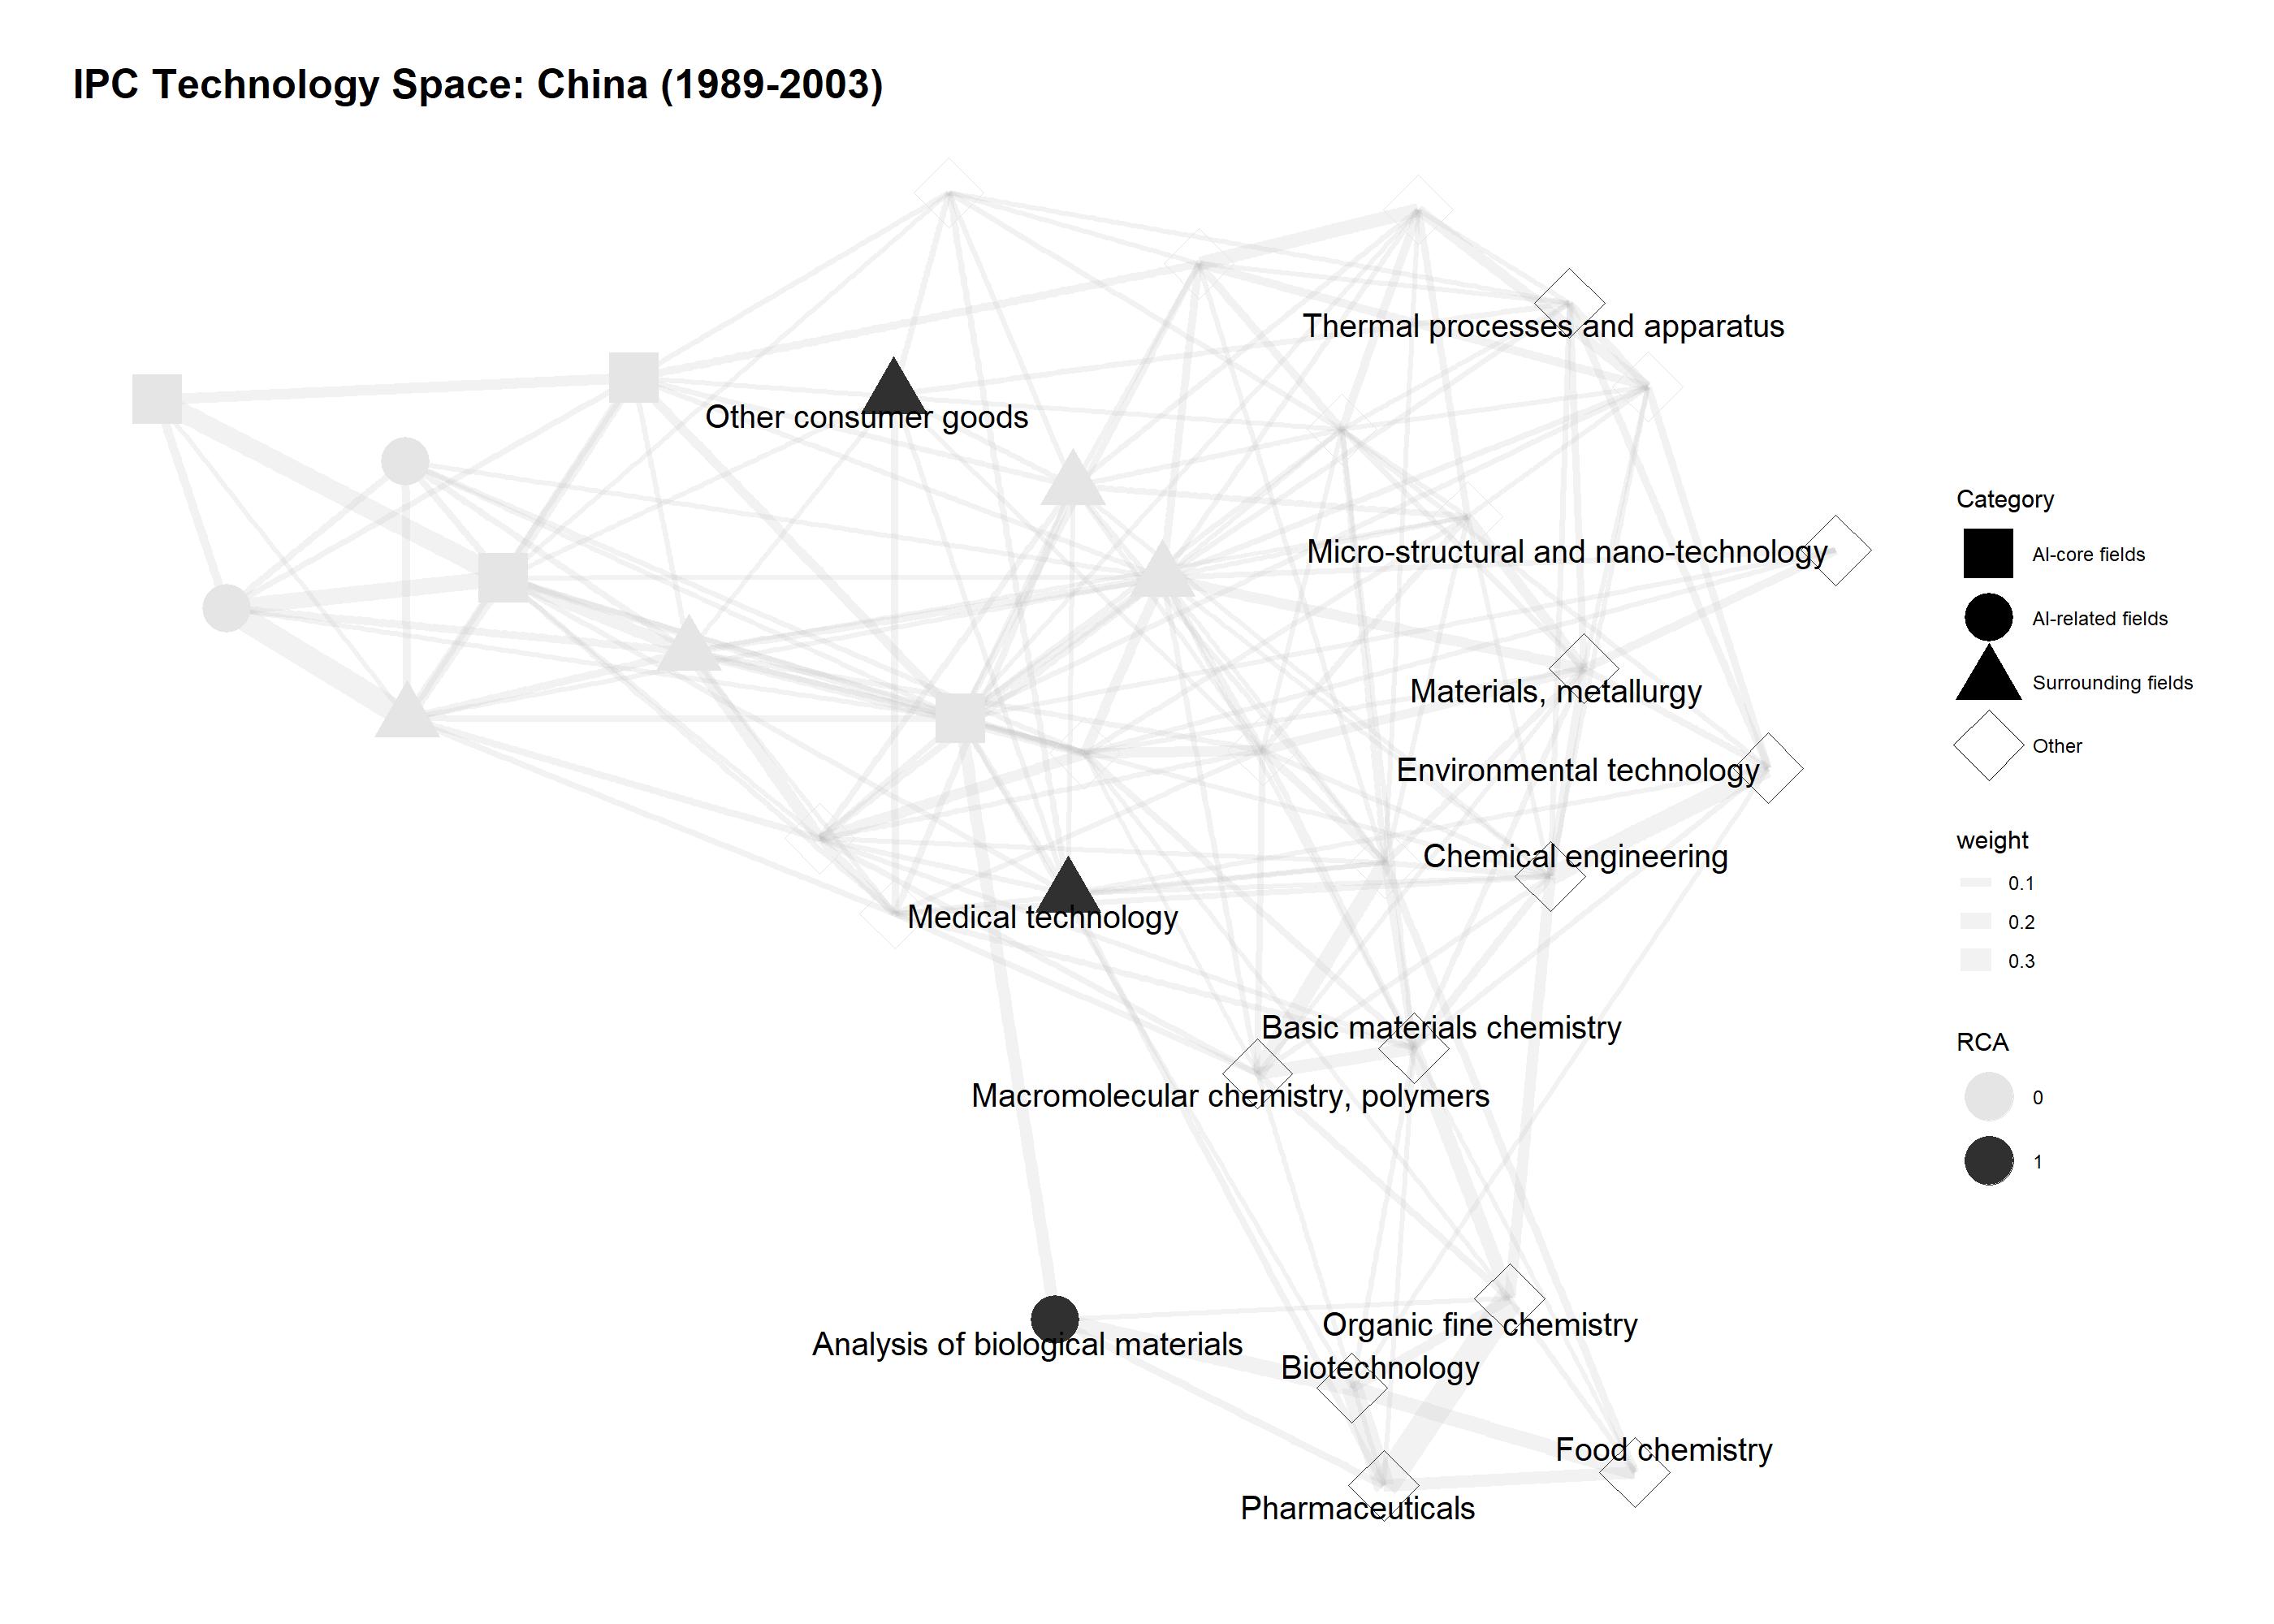 IPC Technology Space: China (1989-2003)
Thermal processes and apparatus
Other consumer goods
Micro-structural and nano-technology
Materials, metallurgy
Environmental technology
Chemical engineering
Medical technology
Basic materials chemistry
Macromolecular chemistry, polymers
Organic fine chemistry
Analysis of biological materials
Biotechnology
Food chemistry
Pharmaceuticals
Category
AI-core fields
AI-related fields
Surrounding fields
Other
weight
0.1
0.2
0.3
RCA
0
1